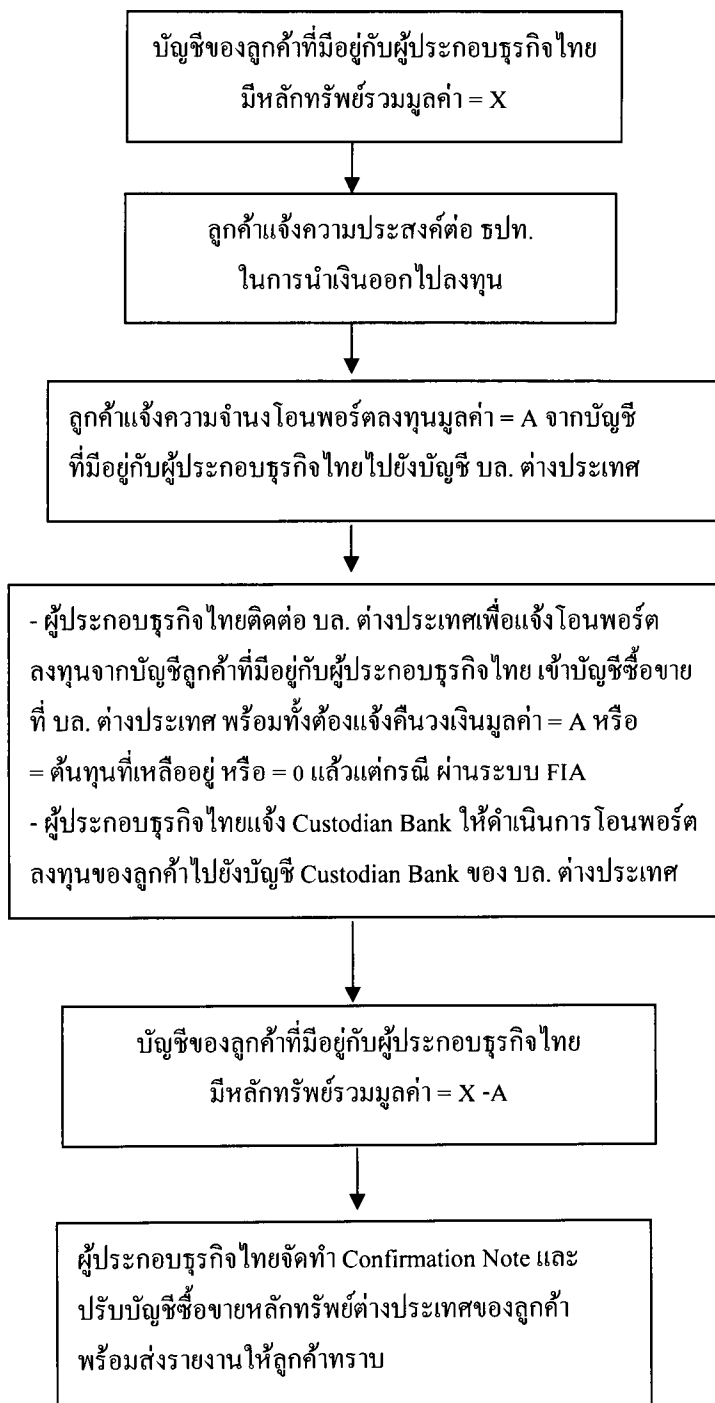 บัญชีของลูกค้าที่มีอยู่กับผู้ประกอบธุรกิจไทย
มีหลักทรัพย์รวมมูลค่า = X
ลูกค้าแจ้งความประสงค์ต่อ ธปท.
ในการนำเงินออกไปลงทุน
ลูกค้าแจ้งความจำนงโอนพอร์ตลงทุนมูลค่า = A จากบัญชี
ที่มีอยู่กับผู้ประกอบธุรกิจไทยไปยังบัญชี บล. ต่างประเทศ
- ผู้ประกอบธุรกิจไทยติดต่อ บล. ต่างประเทศเพื่อแจ้งโอนพอร์ต
ลงทุนจากบัญชีลูกค้าที่มีอยู่กับผู้ประกอบธุรกิจไทย เข้าบัญชีซื้อขาย
ที่ บล. ต่างประเทศ พร้อมทั้งต้องแจ้งคืนวงเงินมูลค่า = A หรือ
= ต้นทุนที่เหลืออยู่ หรือ = 0 แล้วแต่กรณี ผ่านระบบ FIA
- ผู้ประกอบธุรกิจไทยแจ้ง Custodian Bank ให้ดำเนินการโอนพอร์ต
ลงทุนของลูกค้าไปยังบัญชี Custodian Bank ของ บล. ต่างประเทศ
บัญชีของลูกค้าที่มีอยู่กับผู้ประกอบธุรกิจไทย
มีหลักทรัพย์รวมมูลค่า = X -A
ผู้ประกอบธุรกิจไทยจัดทำ Confirmation Note และ
ปรับบัญชีซื้อขายหลักทรัพย์ต่างประเทศของลูกค้า
พร้อมส่งรายงานให้ลูกค้าทราบ